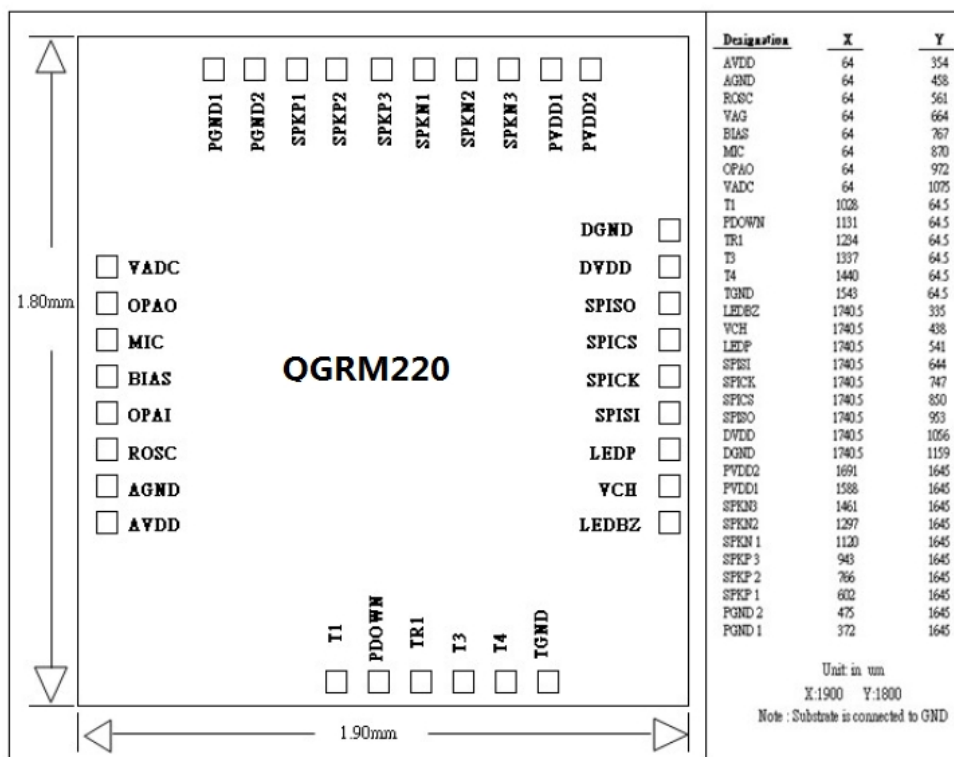 PGND1 PGND2 SPKP1 SPKP2 SPKP3 SPKN1 SPKN2 SPKN3 PVDD1 PVDD2
DGND
VADC DVDD
1.80mm OPAO SPISO
MIC SPICS
BIAS QGRM220 SPICK
OPAI SPISI
ROSC LEDP
AGND VCH
AVDD LEDBZ
T1 PDOWN TR1 T3 T4 TGND
1.90mm
Designation X Y
AVDD 64 354
AGND 64 458
ROSC 64 561
VAG 64 664
BIAS 64 767
MIC 64 870
OPAO 64 972
VADC 64 1075
T1 1028 64.5
PDOWN 1131 64.5
TR1 1234 64.5
T3 1337 64.5
T4 1440 64.5
TGND 1543 64.5
LEDBZ 1740.5 335
VCH 1740.5 438
LEDP 1740.5 541
SPISI 1740.5 644
SPICK 1740.5 747
SPICS 1740.5 850
SPISO 1740.5 953
DVDD 1740.5 1056
DGND 1740.5 1159
PVDD2 1691 1645
PVDD1 1588 1645
SPKN3 1461 1645
SPKN2 1297 1645
SPKN 1 1120 1645
SPKP 3 943 1645
SPKP 2 766 1645
SPKP 1 602 1645
PGND 2 475 1645
PGND 1 372 1645
Unit: in um
X:1900 Y:1800
Note : Substrate is connected to GND